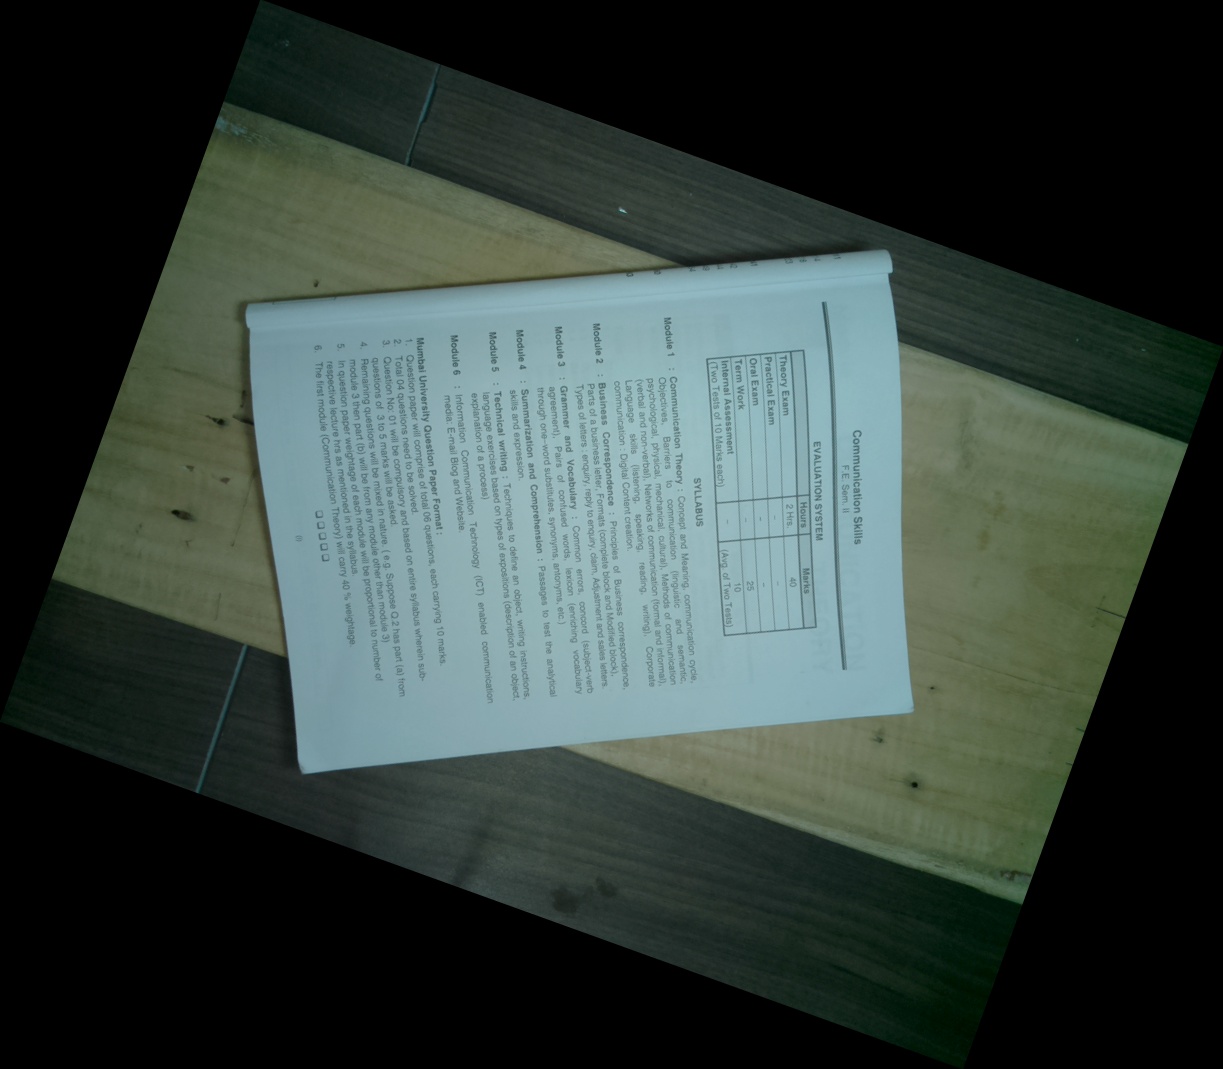 Communication Skills
F.E. Sem. II
EVALUATION SYSTEM
Hours Marks
Theory Exam 2 Hrs. 40
Practical Exam - -
Oral Exam - 25
Term Work - 10
Internal Assessment - (Avg. of Two Tests)
(Two Tests of 10 Marks each)
SYLLABUS
Module 1 : Communication Theory : Concept and Meaning, communication cycle,
Objectives, Barriers to communication (linguistic and semantic,
psychological, physical, mechanical, cultural), Methods of communication
(verbal and non-verbal), Networks of communication (formal and informal),
Language skills (listening, speaking, reading, writing), Corporate
communication : Digital Content creation.
Module 2 : Business Correspondence : Principles of Business correspondence,
Parts of a business letter, Formats (complete block and Modified block),
Types of letters : enquiry, reply to enquiry, claim, Adjustment and sales letters.
Module 3 : Grammer and Vocabulary : Common errors, concord (subject-verb
agreement), Pairs of confused words, lexicon (enriching vocabulary
through one-word substitutes, synonyms, antonyms, etc.)
Module 4 : Summarization and Comprehension : Passages to test the analytical
skills and expression.
Module 5 : Technical writing : Techniques to define an object, writing instructions,
language exercises based on types of expositions (description of an object,
explanation of a process)
Module 6 : Information Communication Technology (ICT) enabled communication
media: E-mail Blog and Website.
Mumbai University Question Paper Format :
1. Question paper will comprise of total 06 questions, each carrying 10 marks.
2. Total 04 questions need to be solved.
3. Question No: 01 will be compulsory and based on entire syllabus wherein sub-
questions of 3 to 5 marks will be asked.
4. Remaining questions will be mixed in nature. ( e.g. Suppose Q.2 has part (a) from
module 3 then part (b) will be from any module other than module 3)
5. In question paper weightage of each module will be proportional to number of
respective lecture hrs as mentioned in the syllabus.
6. The first module (Communication Theory) will carry 40 % weightage.
(i)